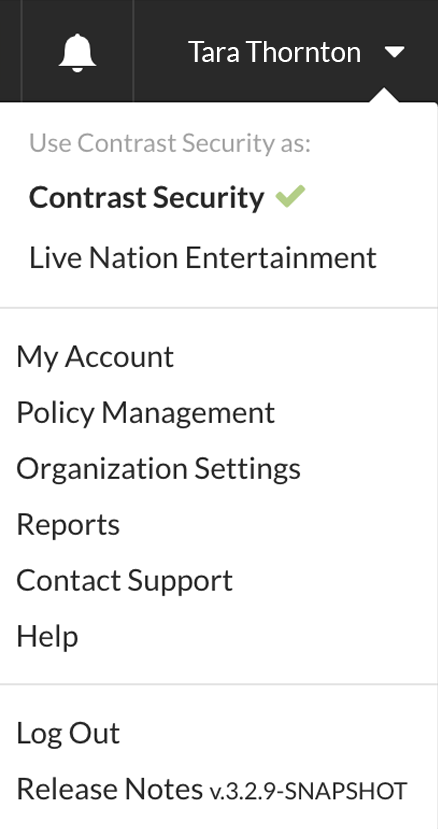 Tara Thornton
Use Contrast Security as:
Contrast Security
Live Nation Entertainment
My Account
Policy Management
Organization Settings
Reports
Contact Support
Help
Log Out
Release Notes v.3.2.9-SNAPSHOT